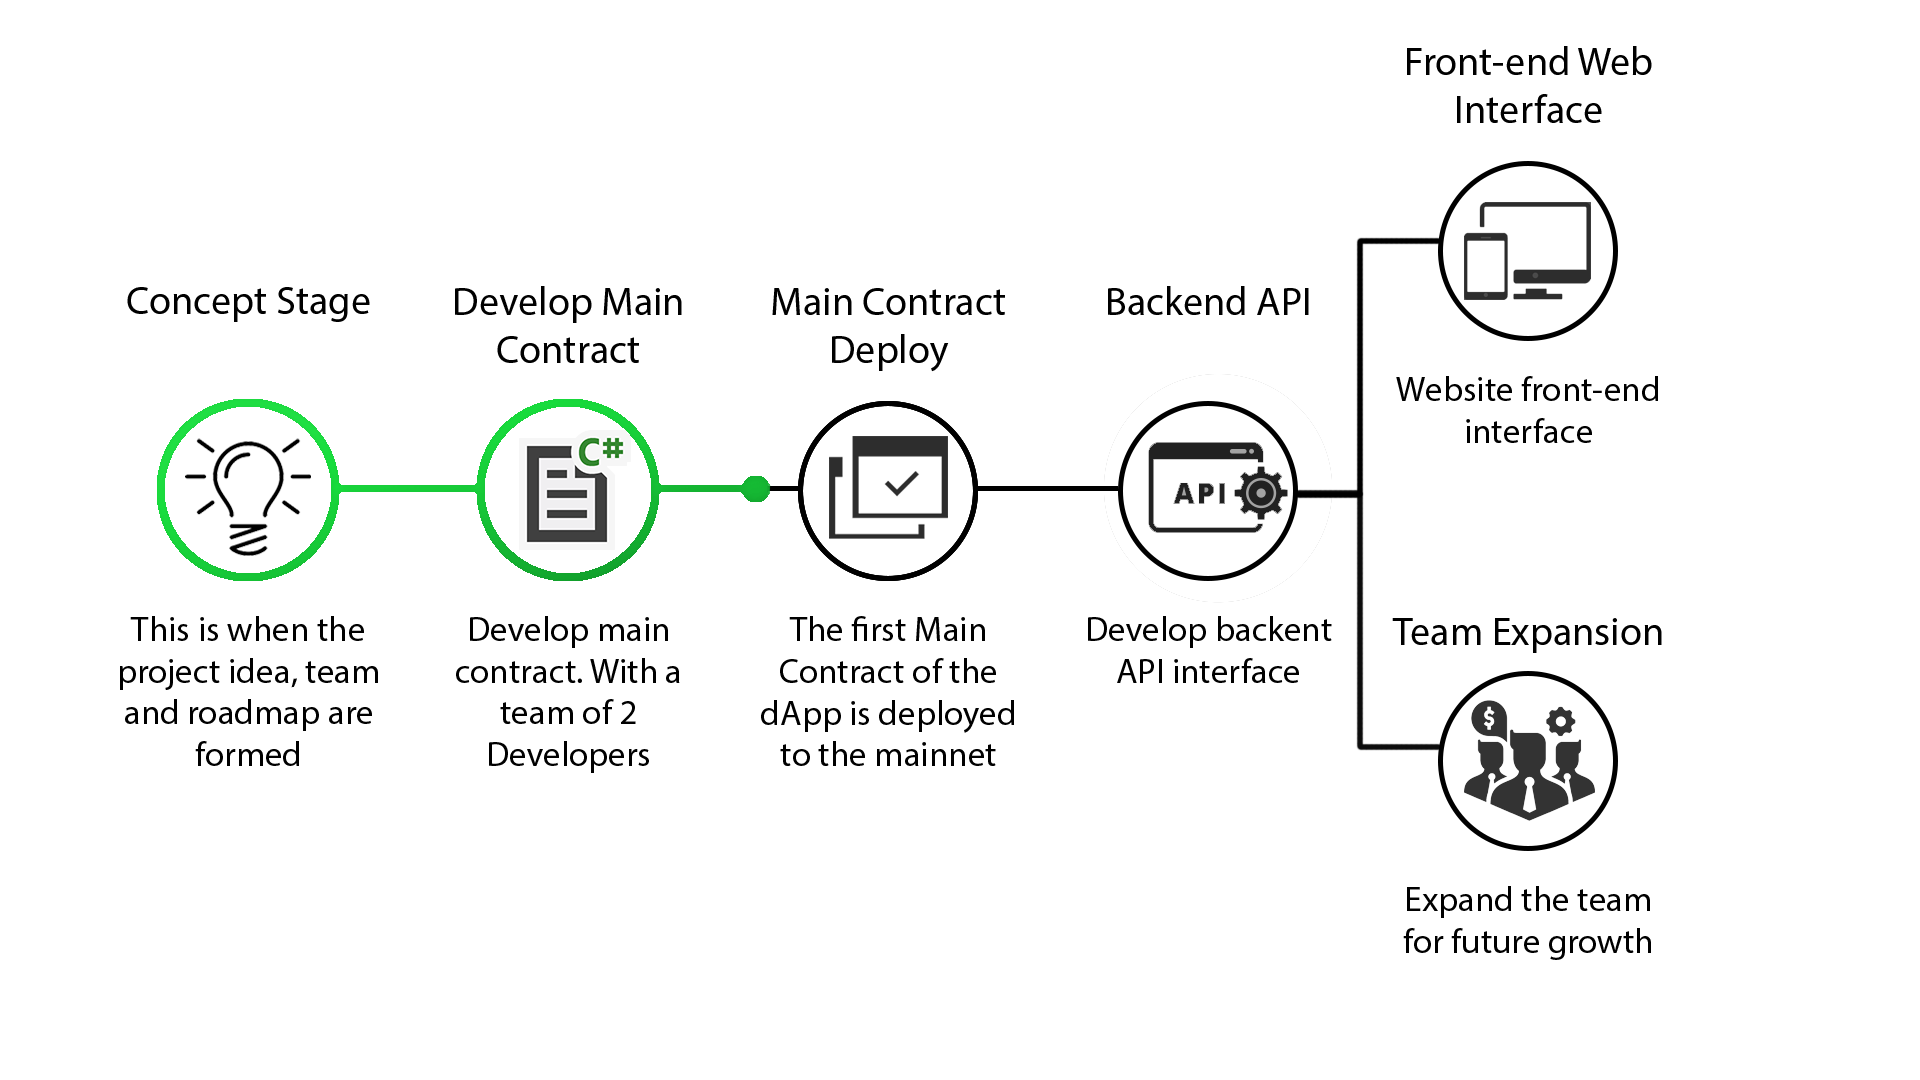 Concept Stage
This is when the
project idea, team
and roadmap are
formed
Develop Main
Contract
C#
Develop main
contract. With a
team of 2
Developers
Main Contract
Deploy
The first Main
Contract of the
dApp is deployed
to the mainnet
Backend API
API
Develop backent
API interface
Front-end Web
Interface
Website front-end
interface
Team Expansion
$
Expand the team
for future growth